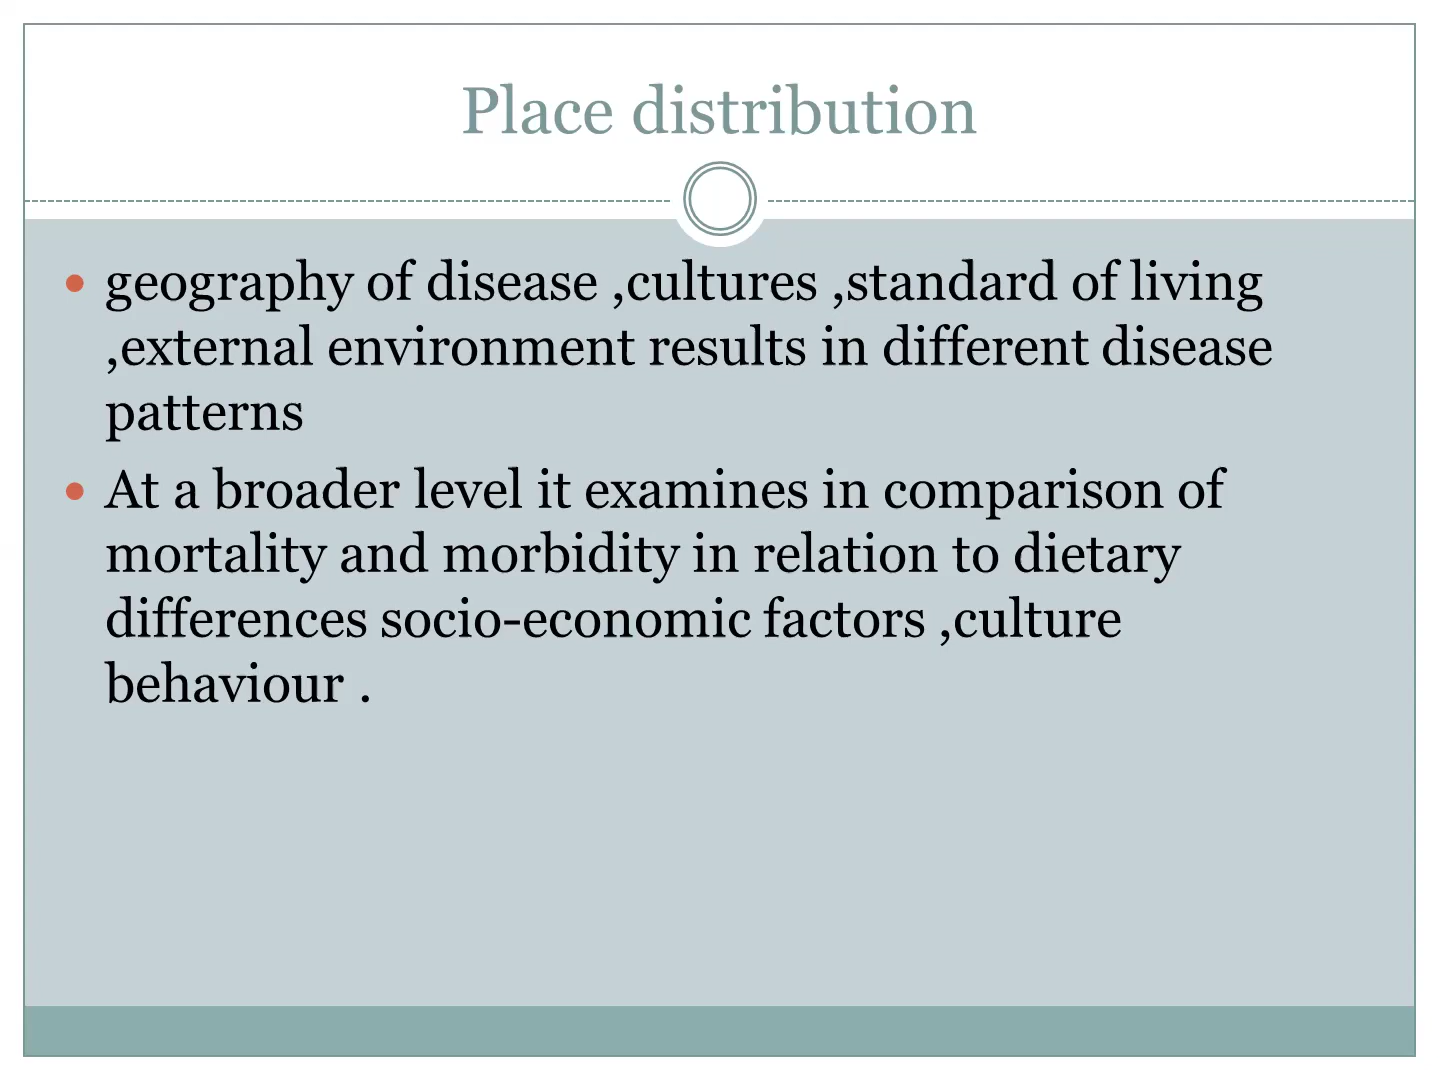 Place distribution
geography of disease ,cultures ,standard of living
,external environment results in different disease
patterns
At a broader level it examines in comparison of
mortality and morbidity in relation to dietary
differences socio-economic factors ,culture
behaviour .